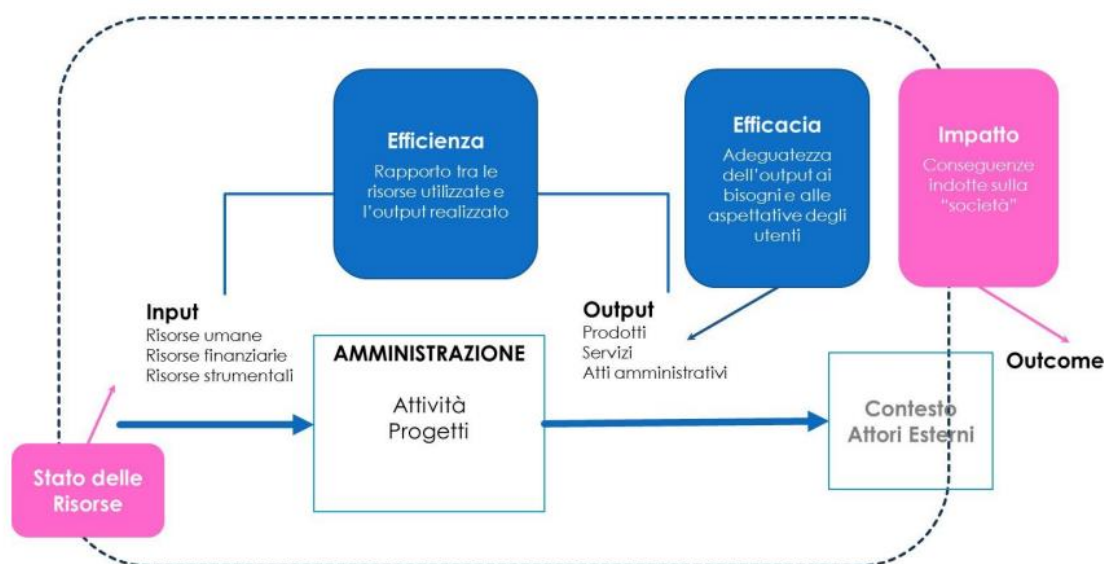 Efficienza
Rapporto tra le
risorse utilizzate e
l’output realizzato
Efficacia
Adeguatezza
dell’output ai
bisogni e alle
aspettative degli
utenti
Impatto
Conseguenze
indotte sulla
“società”
Input
Risorse umane
Risorse finanziarie
Risorse strumentali
AMMINISTRAZIONE
Attività
Progetti
Output
Prodotti
Servizi
Atti amministrativi
Outcome
Contesto
Attori Esterni
Stato delle
Risorse